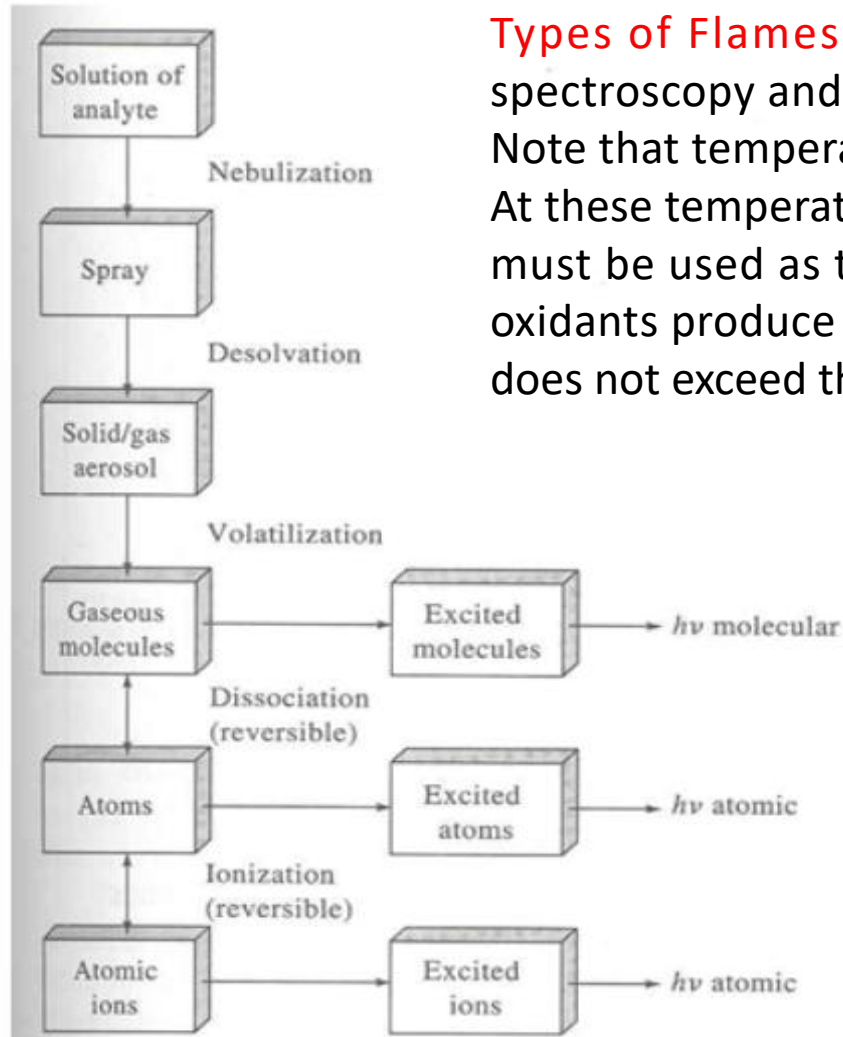 Types of Flames
spectroscopy and
Note that tempera
At these temperat
must be used as t
oxidants produce
does not exceed th
Solution of
analyte
Nebulization
Spray
Desolvation
Solid/gas
aerosol
Volatilization
Gaseous
molecules
Excited
molecules
hν molecular
Dissociation
(reversible)
Atoms
Excited
atoms
hν atomic
Ionization
(reversible)
Atomic
ions
Excited
ions
hν atomic